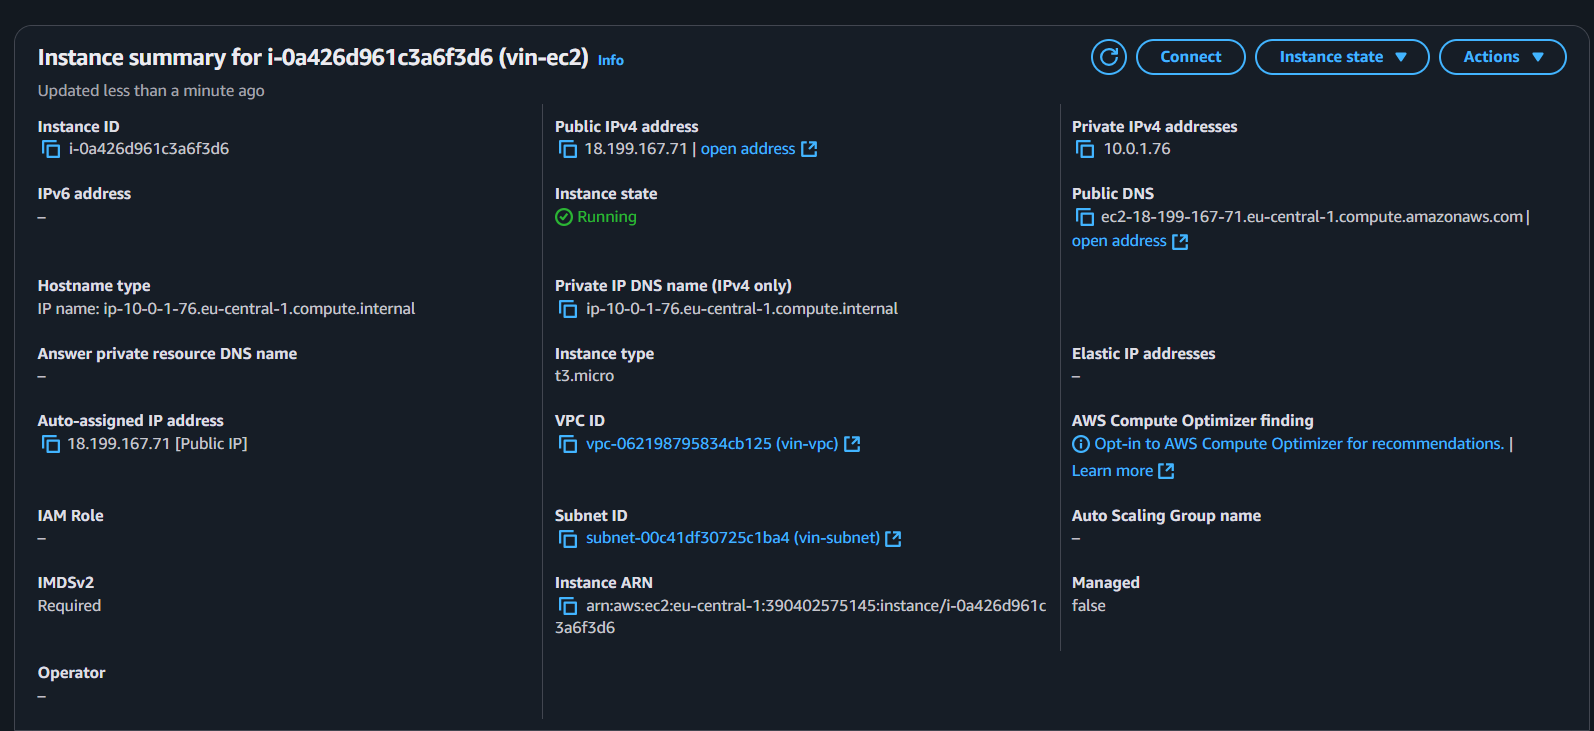 Instance summary for i-0a426d961c3a6f3d6 (vin-ec2) Info
Connect
Instance state
Actions
Updated less than a minute ago
Instance ID
i-0a426d961c3a6f3d6
Public IPv4 address
18.199.167.71 | open address
Private IPv4 addresses
10.0.1.76
IPv6 address
–
Instance state
Running
Public DNS
ec2-18-199-167-71.eu-central-1.compute.amazonaws.com |
open address
Hostname type
IP name: ip-10-0-1-76.eu-central-1.compute.internal
Private IP DNS name (IPv4 only)
ip-10-0-1-76.eu-central-1.compute.internal
Answer private resource DNS name
–
Instance type
t3.micro
Elastic IP addresses
–
Auto-assigned IP address
18.199.167.71 [Public IP]
VPC ID
vpc-062198795834cb125 (vin-vpc)
AWS Compute Optimizer finding
Opt-in to AWS Compute Optimizer for recommendations. |
Learn more
IAM Role
–
Subnet ID
subnet-00c41df30725c1ba4 (vin-subnet)
Auto Scaling Group name
–
IMDSv2
Required
Instance ARN
arn:aws:ec2:eu-central-1:390402575145:instance/i-0a426d961c
3a6f3d6
Managed
false
Operator
–